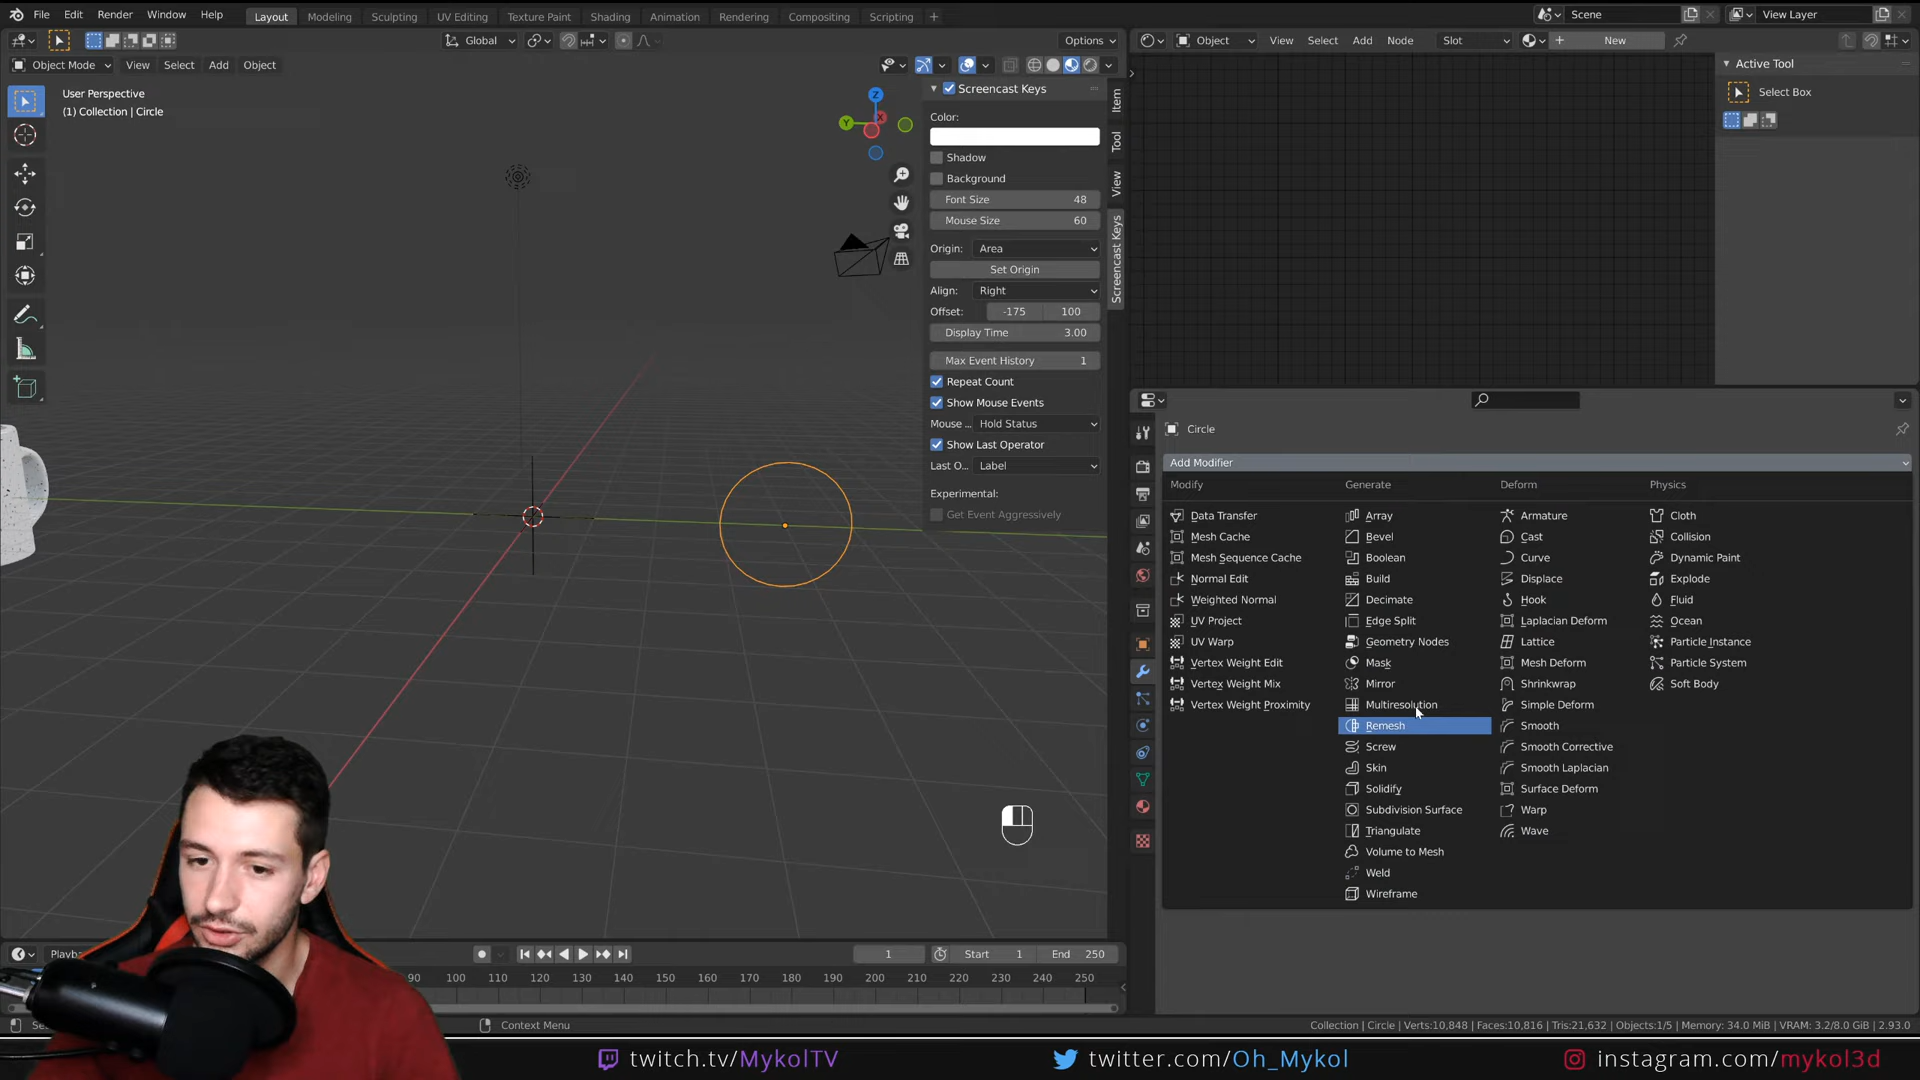 File Edit Render Window Help Layout Modeling Sculpting UV Editing Texture Paint Shading Animation Rendering Compositing Scripting + Scene View Layer
Global Options Object View Select Add Node Slot New
Object Mode View Select Add Object
User Perspective
(1) Collection | Circle
Z
Y
X
Screencast Keys
Color:
Shadow
Background
Font Size 48
Mouse Size 60
Origin: Area
Set Origin
Align: Right
Offset: -175 100
Display Time 3.00
Max Event History 1
Repeat Count
Show Mouse Events
Mouse ... Hold Status
Show Last Operator
Last O... Label
Experimental:
Get Event Aggressively
Item
Tool
View
Screencast Keys
Active Tool
Select Box
Circle
Add Modifier
Modify Generate Deform Physics
Data Transfer Array Armature Cloth
Mesh Cache Bevel Cast Collision
Mesh Sequence Cache Boolean Curve Dynamic Paint
Normal Edit Build Displace Explode
Weighted Normal Decimate Hook Fluid
UV Project Edge Split Laplacian Deform Ocean
UV Warp Geometry Nodes Lattice Particle Instance
Vertex Weight Edit Mask Mesh Deform Particle System
Vertex Weight Mix Mirror Shrinkwrap Soft Body
Vertex Weight Proximity Multiresolution Simple Deform
Remesh Smooth
Screw Smooth Corrective
Skin Smooth Laplacian
Solidify Surface Deform
Subdivision Surface Warp
Triangulate Wave
Volume to Mesh
Weld
Wireframe
1 Start 1 End 250
90 100 110 120 130 140 150 160 170 180 190 200 210 220 230 240 250
Context Menu
Collection | Circle | Verts:10,848 | Faces:10,816 | Tris:21,632 | Objects:1/5 | Memory: 34.0 MiB | VRAM: 3.2/8.0 GiB | 2.93.0
twitch.tv/MykolTV twitter.com/Oh_Mykol instagram.com/mykol3d